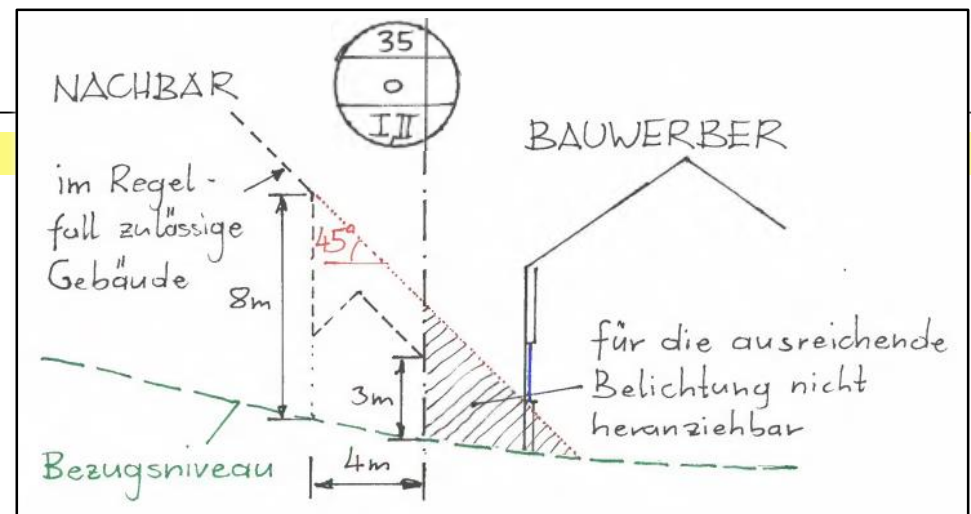 35
o
I,II
NACHBAR
BAUWERBER
im Regel-
fall zulässige
Gebäude
45°
8m
für die ausreichende
Belichtung nicht
heranziehbar
3m
Bezugsniveau
4m